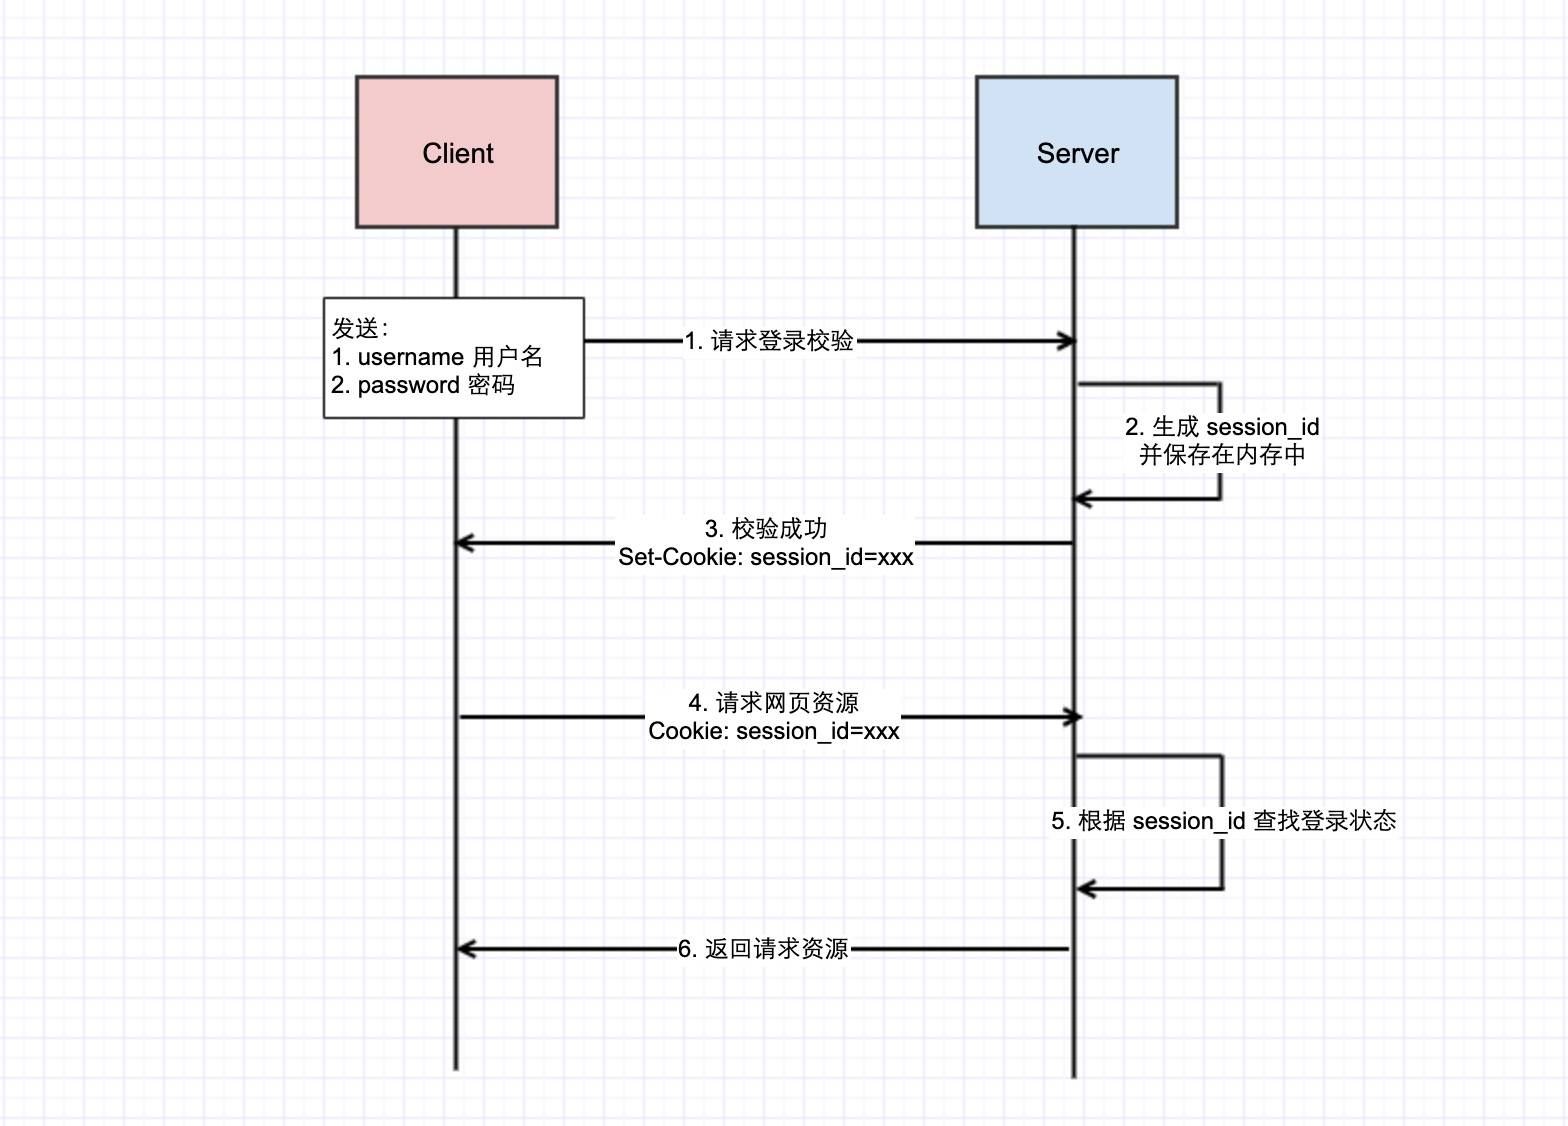 Client
Server
发送：
1. username 用户名
2. password 密码
1. 请求登录校验
2. 生成 session_id
并保存在内存中
3. 校验成功
Set-Cookie: session_id=xxx
4. 请求网页资源
Cookie: session_id=xxx
5. 根据 session_id 查找登录状态
6. 返回请求资源